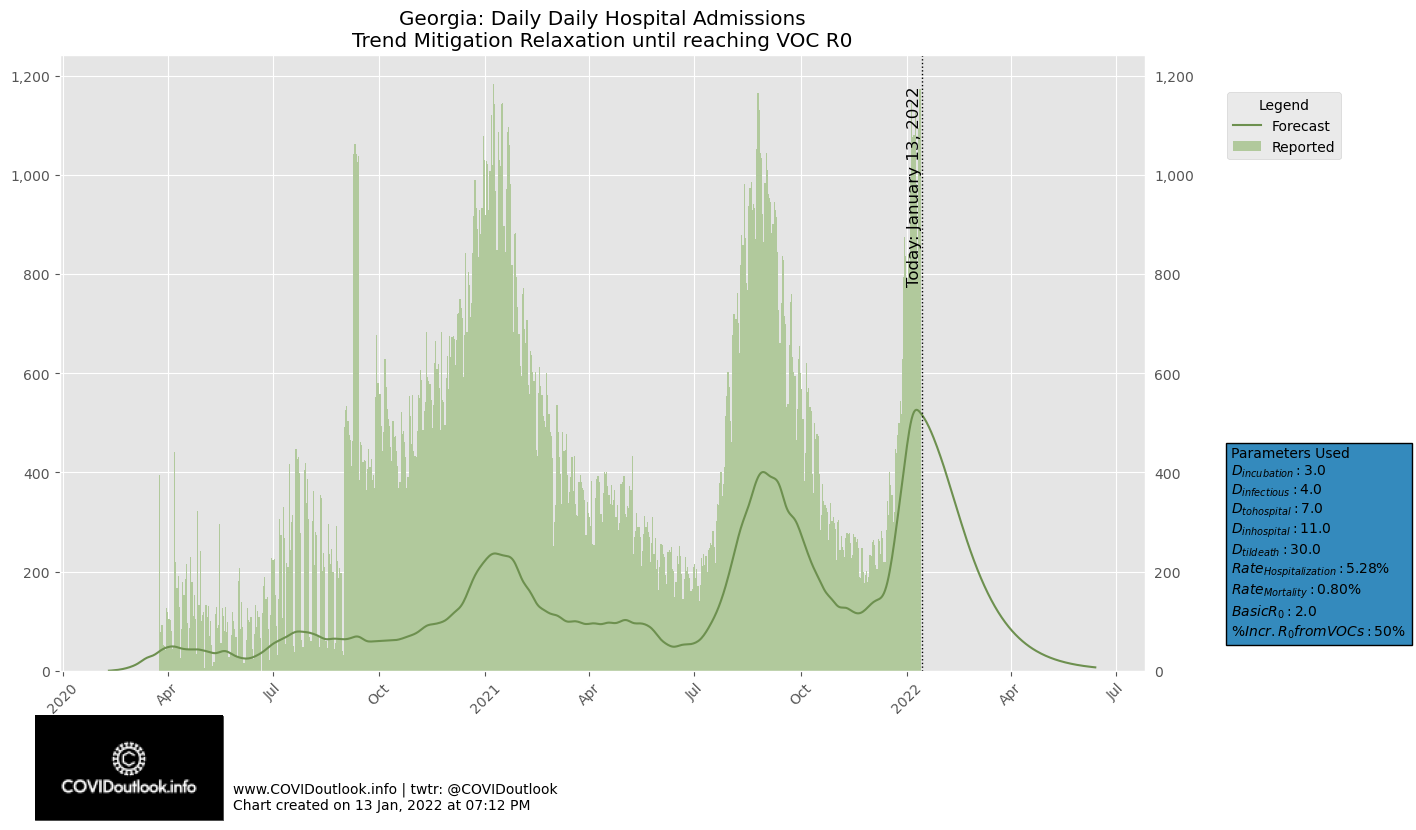 Georgia: Daily Daily Hospital Admissions
Trend Mitigation Relaxation until reaching VOC R0
1,200
1,000
800
600
400
200
0
1,200
1,000
800
600
400
200
0
2020
Apr
Jul
Oct
2021
Apr
Jul
Oct
2022
Apr
Jul
Today: January 13, 2022
Legend
Forecast
Reported
Parameters Used
D_incubation : 3.0
D_infectious : 4.0
D_tohospital : 7.0
D_inhospital : 11.0
D_tildeath : 30.0
Rate_Hospitalization : 5.28%
Rate_Mortality : 0.80%
BasicR_0 : 2.0
%Incr.R_0fromVOCs : 50%
COVIDoutlook.info
www.COVIDoutlook.info | twtr: @COVIDoutlook
Chart created on 13 Jan, 2022 at 07:12 PM